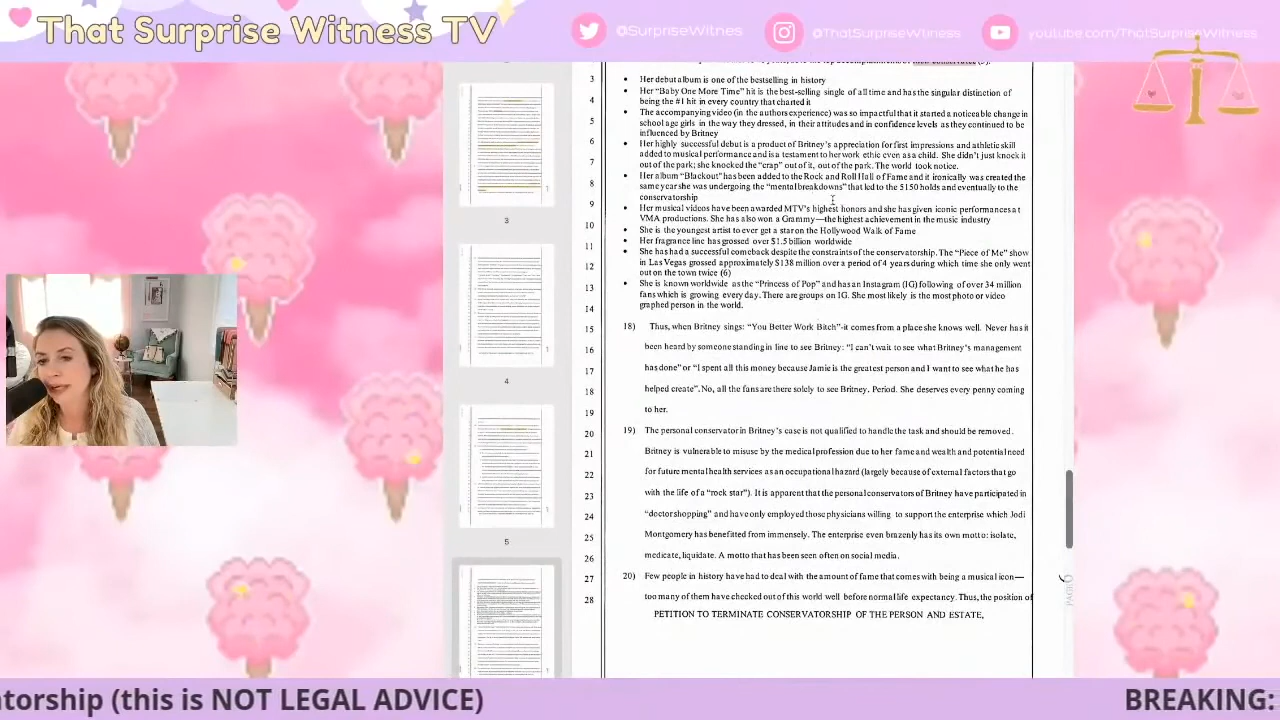 That Surprise Witness TV
@SurpriseWitnes
@ThatSurpriseWitness
youtube.com/ThatSurpriseWitness
3
4
5
3
4
5
6
7
8
9
10
11
12
13
14
15
16
17
18
19
20
21
22
23
24
25
26
27
28
• Her debut album is one of the bestselling in history
• Her "Baby One More Time" hit is the best-selling single of all time and has the singular distinction of
being the #1 hit in every country that charted it
• The accompanying video (in the authors experience) was so impactful that it started a noticeable change in
school age girls in the way they dressed, in their attitudes and in confidence levels as they continued to be
influenced by Britney
• Her highly successful debut is a product of Britney's appreciation for first impressions and athletic skill
added to musical performance and is a testament to her work ethic even as a child. She didn't just knock it
out of the park; she knocked the "park" out of it, out of the park. The world took notice.
• Her album "Blackout" has been added to the Rock and Roll Hall of Fame and it ironically was created the
same year she was undergoing the "mental breakdowns" that led to the 5150 holds and eventually to the
conservatorship
• Her musical videos have been awarded MTV's highest honors and she has given iconic performances at
VMA productions. She has also won a Grammy—the highest achievement in the music industry
• She is the youngest artist to ever get a star on the Hollywood Walk of Fame
• Her fragrance line has grossed over $1.5 billion worldwide
• She has had a successful comeback despite the constraints of the conservatorship. The "Piece of Me" show
in Las Vegas grossed approximately $138 million over a period of 4 years during which time she only went
out in the town twice (6)
• She is known worldwide as the "Princess of Pop" and has an Instagram (IG) following of over 34 million
fans which is growing every day. There are groups on IG. She most likely is the most photo or video
graphed person in the world.
18) Thus when Britney sings: "You Better Work Bitch" it comes from a place she knows well. Never has it
been heard by someone standing in line to see Britney: "I can't wait to see what Britney's management
has done" or "I spent all this money because Jamie is the greatest person and I want to see what he has
helped create". No, all the fans are there solely to see Britney. Period. She deserves every penny coming
to her.
19) The personal conservator in Britney's case is not qualified to handle the task and should be removed.
Britney is vulnerable to misuse by the medical profession due to her fame and wealth and potential need
for future mental health services as an occupational hazard (largely because of external factors that go
with the life of a "rock star"). It is apparent that the personal conservators primarily have participated in
"doctor shopping" and have only employed those physicians willing to support the enterprise which Jodi
Montgomery has benefitted from immensely. The enterprise even brazenly has its own motto: isolate,
medicate, liquidate. A motto that has been seen often on social media.
20) Few people in history have had to deal with the amount of fame that comes with being a musical icon—
too many of them have checked out of this world well before normal life expectancy. Thus, the position of
PETITION TO TERMINATE CONSERVATORSHIP OF THE PERSON AND ESTATE,
PAGE 6
atorship (this is NOT LEGAL ADVICE)
BREAKING: